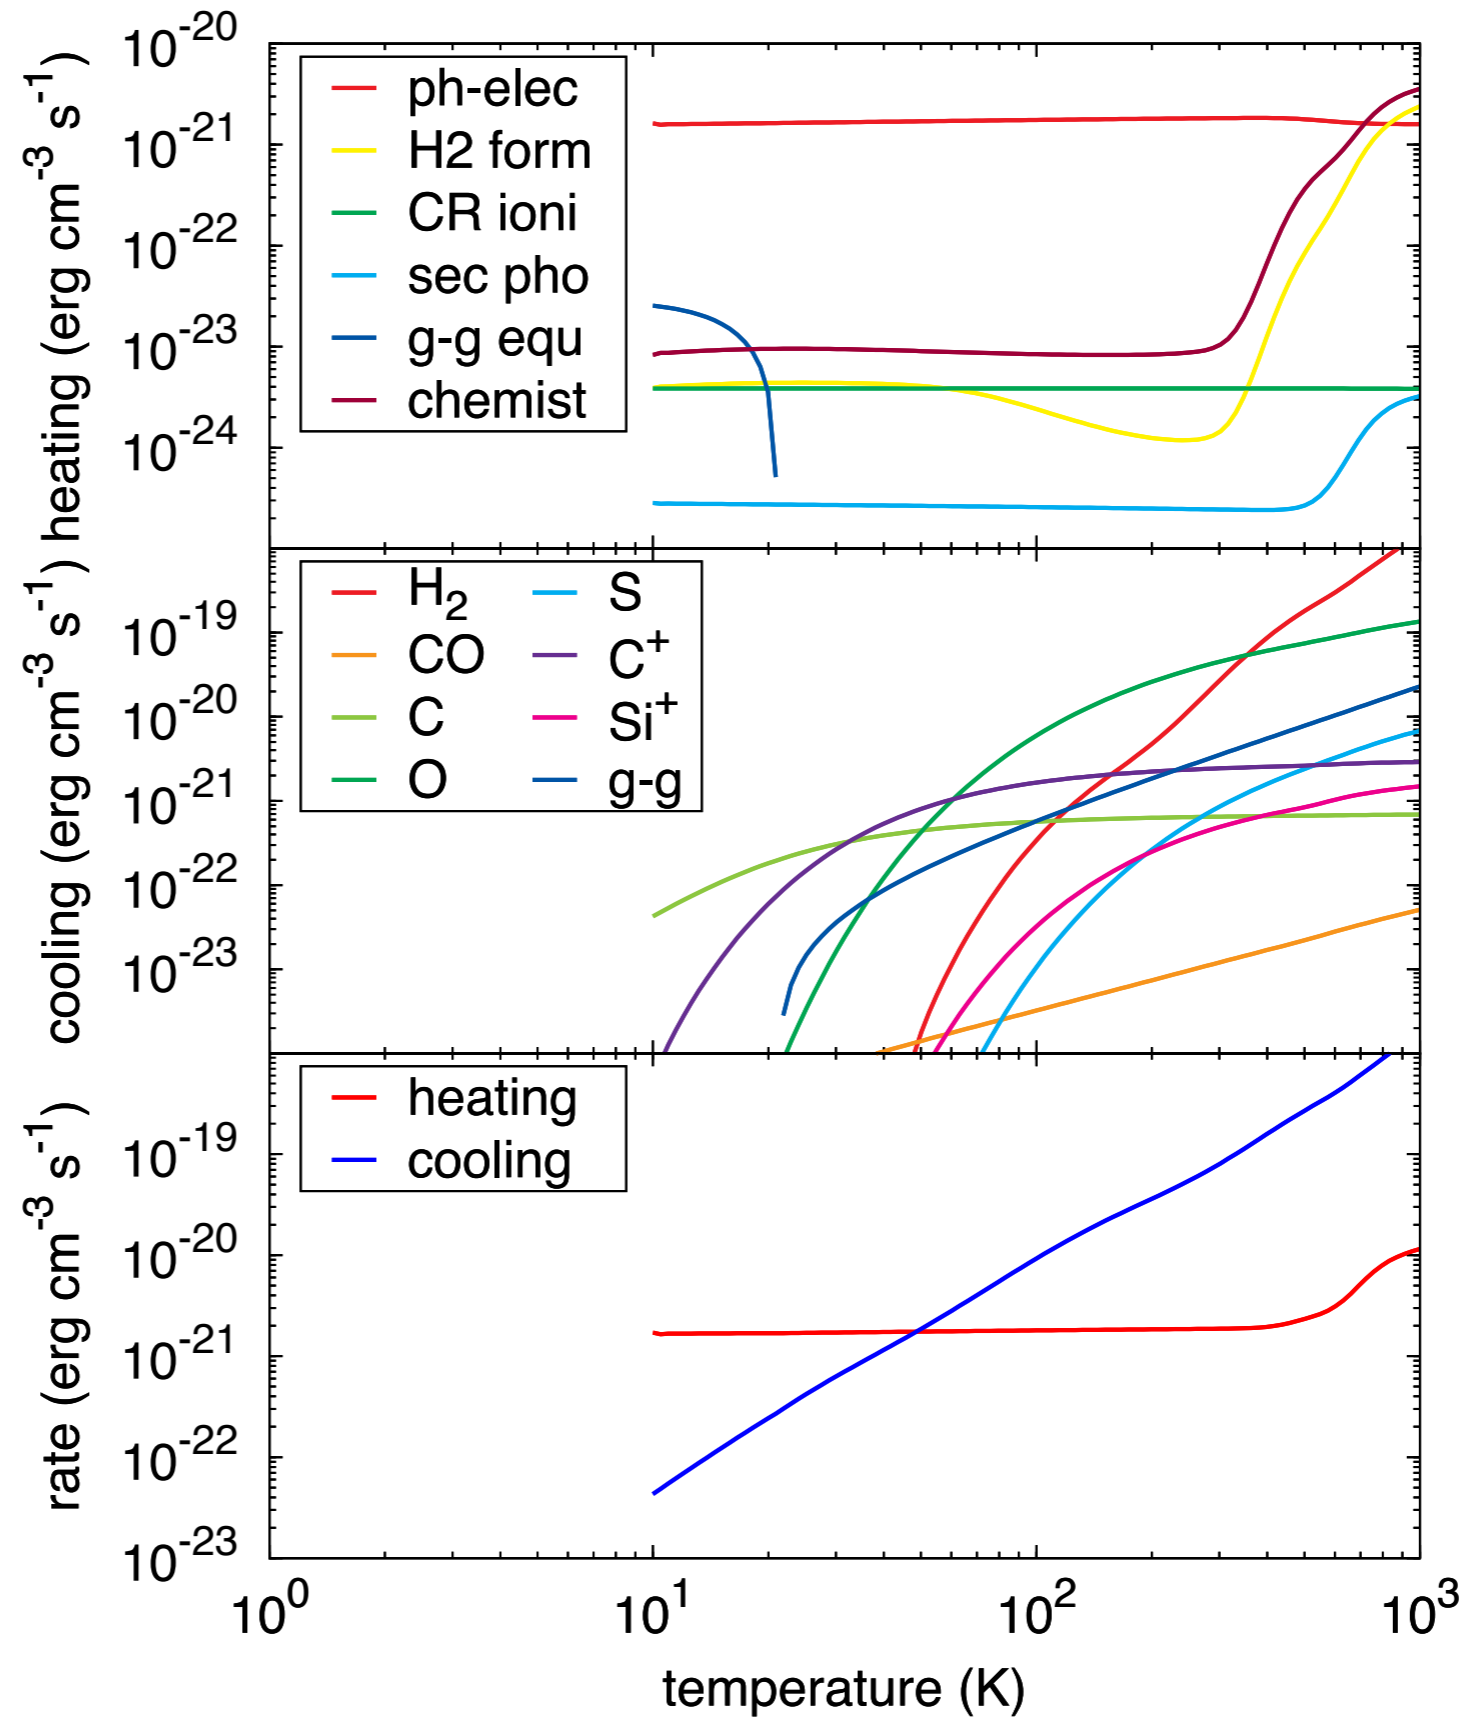 heating (erg cm⁻³ s⁻¹)
10⁻²⁰
10⁻²¹
10⁻²²
10⁻²³
10⁻²⁴
ph-elec
H2 form
CR ioni
sec pho
g-g equ
chemist
cooling (erg cm⁻³ s⁻¹)
10⁻¹⁹
10⁻²⁰
10⁻²¹
10⁻²²
10⁻²³
H₂ S
CO C⁺
C Si⁺
O g-g
rate (erg cm⁻³ s⁻¹)
10⁻¹⁹
10⁻²⁰
10⁻²¹
10⁻²²
10⁻²³
heating
cooling
10⁰ 10¹ 10² 10³
temperature (K)